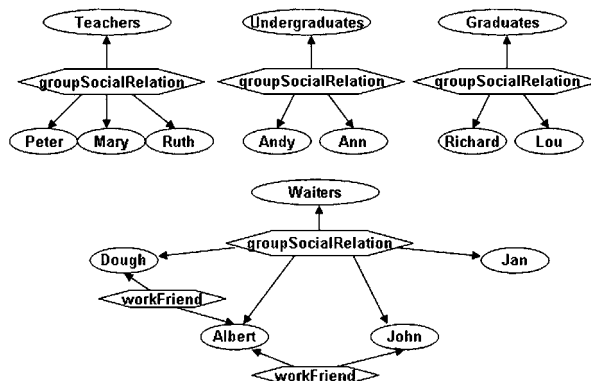 Teachers Undergraduates Graduates
groupSocialRelation groupSocialRelation groupSocialRelation
Peter Mary Ruth Andy Ann Richard Lou
Waiters
groupSocialRelation
Dough Jan
workFriend
Albert John
workFriend